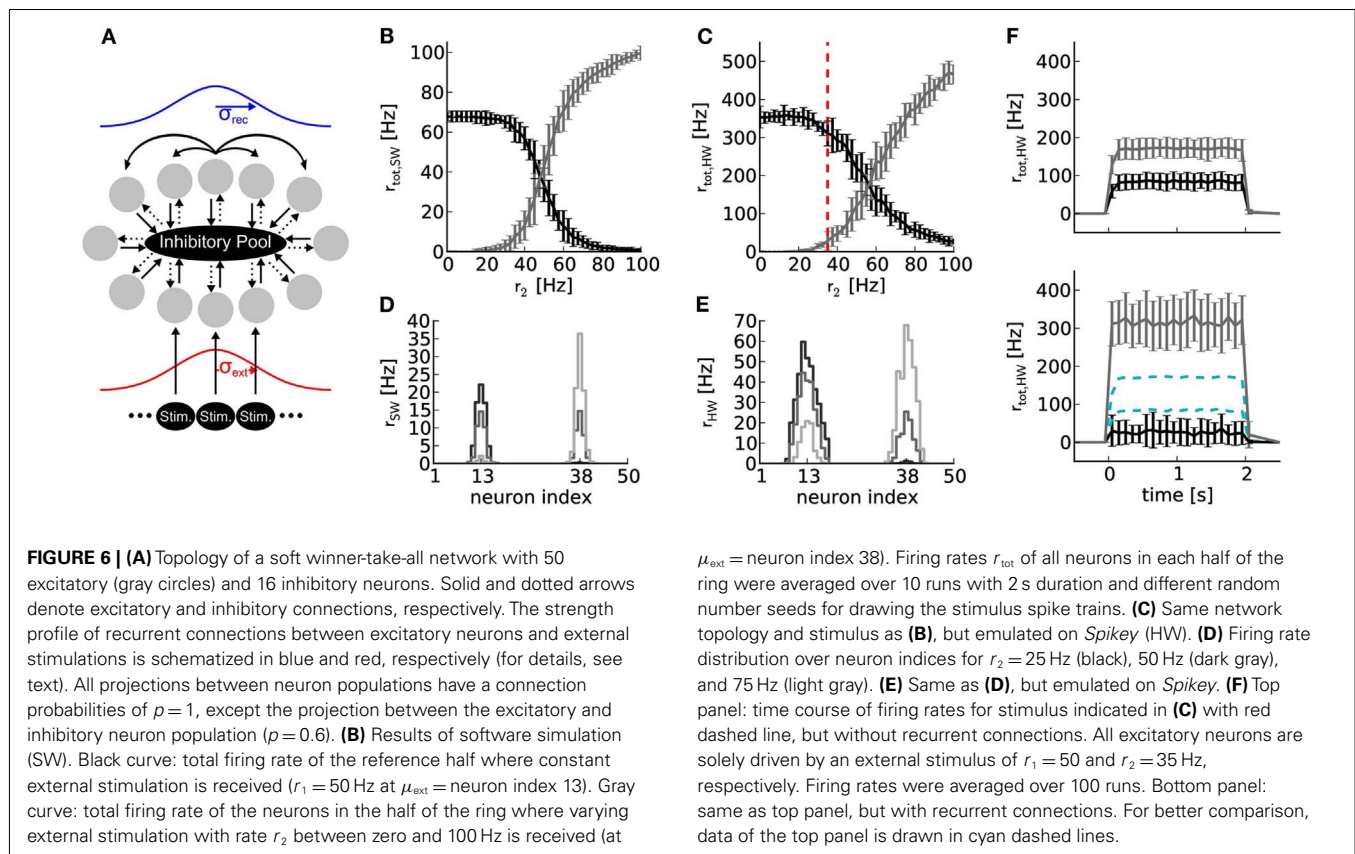 A
σrec
Inhibitory Pool
σext
••• Stim. Stim. Stim. •••
B
rtot,SW [Hz]
100
80
60
40
20
0
0 20 40 60 80 100
r2 [Hz]
C
rtot,HW [Hz]
500
400
300
200
100
0
0 20 40 60 80 100
r2 [Hz]
D
rSW [Hz]
40
35
30
25
20
15
10
5
0
1 13 38 50
neuron index
E
rHW [Hz]
70
60
50
40
30
20
10
0
1 13 38 50
neuron index
F
rtot,HW [Hz]
400
300
200
100
0
rtot,HW [Hz]
400
300
200
100
0
0 1 2
time [s]
FIGURE 6 | (A) Topology of a soft winner-take-all network with 50
excitatory (gray circles) and 16 inhibitory neurons. Solid and dotted arrows
denote excitatory and inhibitory connections, respectively. The strength
profile of recurrent connections between excitatory neurons and external
stimulations is schematized in blue and red, respectively (for details, see
text). All projections between neuron populations have a connection
probabilities of p = 1, except the projection between the excitatory and
inhibitory neuron population (p = 0.6). (B) Results of software simulation
(SW). Black curve: total firing rate of the reference half where constant
external stimulation is received (r1 = 50 Hz at μext = neuron index 13). Gray
curve: total firing rate of the neurons in the half of the ring where varying
external stimulation with rate r2 between zero and 100 Hz is received (at
μext = neuron index 38). Firing rates rtot of all neurons in each half of the
ring were averaged over 10 runs with 2 s duration and different random
number seeds for drawing the stimulus spike trains. (C) Same network
topology and stimulus as (B), but emulated on Spikey (HW). (D) Firing rate
distribution over neuron indices for r2 = 25 Hz (black), 50 Hz (dark gray),
and 75 Hz (light gray). (E) Same as (D), but emulated on Spikey. (F) Top
panel: time course of firing rates for stimulus indicated in (C) with red
dashed line, but without recurrent connections. All excitatory neurons are
solely driven by an external stimulus of r1 = 50 and r2 = 35 Hz,
respectively. Firing rates were averaged over 100 runs. Bottom panel:
same as top panel, but with recurrent connections. For better comparison,
data of the top panel is drawn in cyan dashed lines.